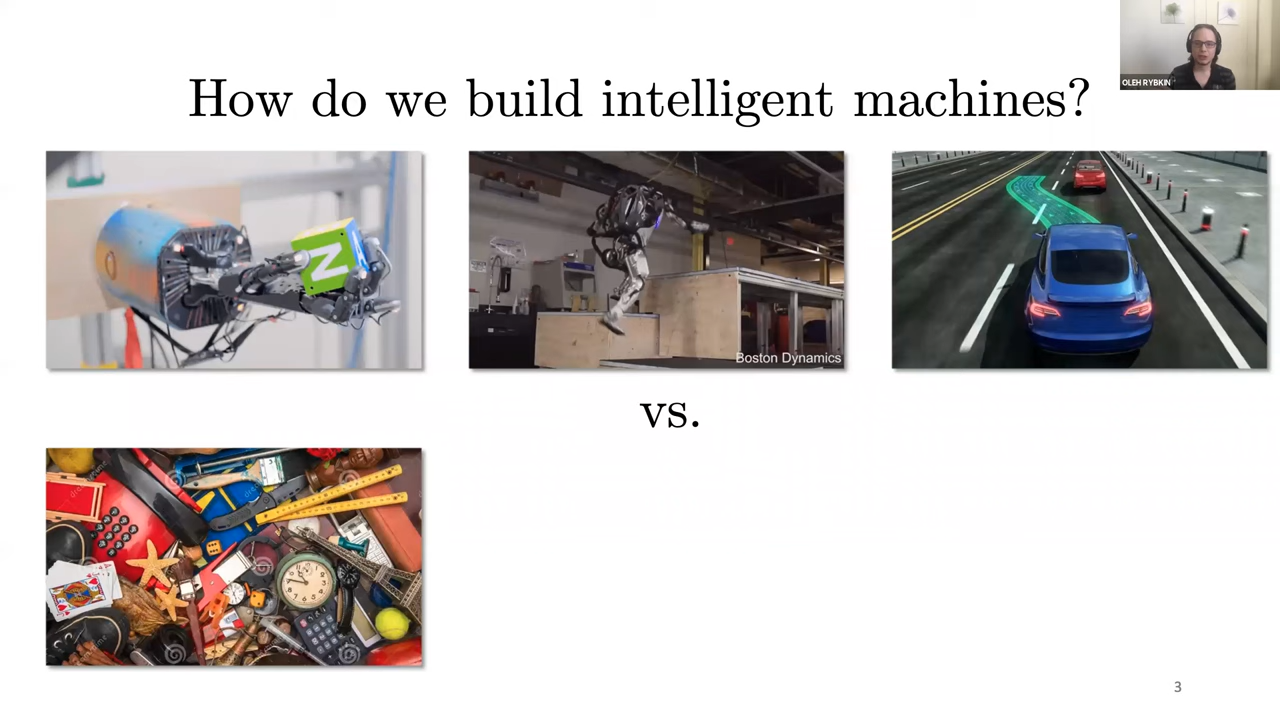 How do we build intelligent machines?
OLEH RYBKIN
N
Boston Dynamics
vs.
3